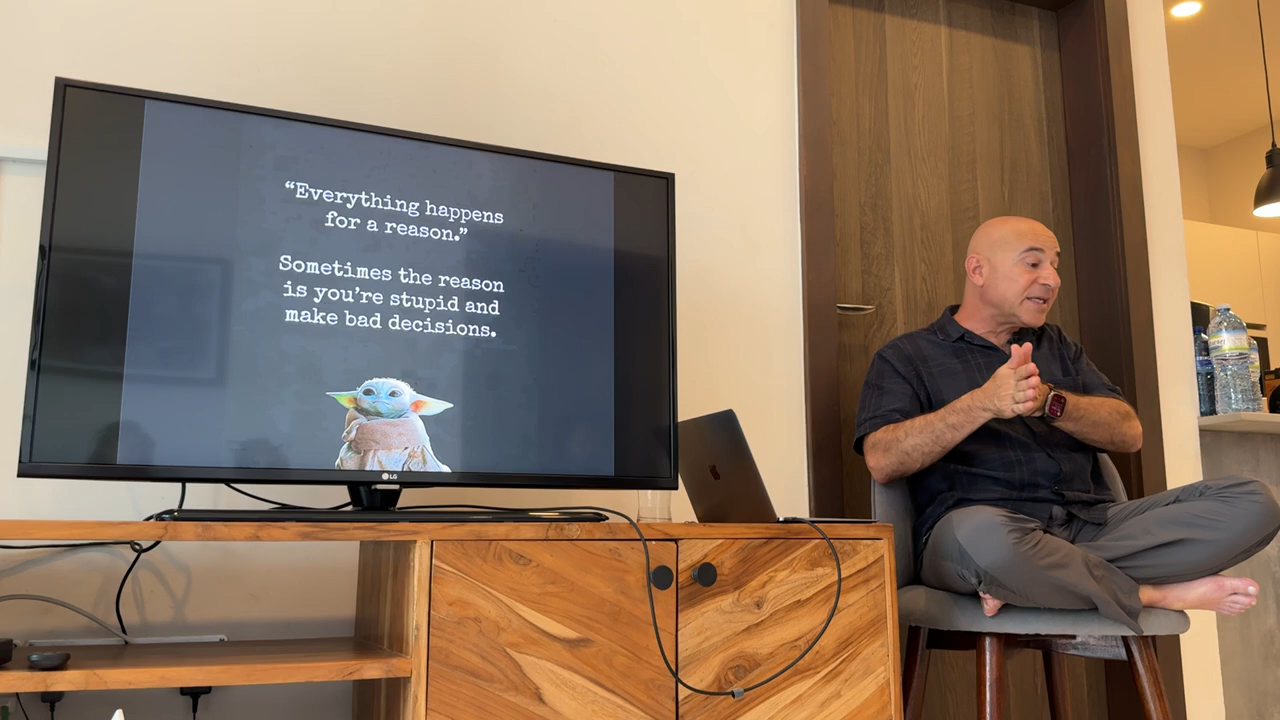 “Everything happens
for a reason.”
Sometimes the reason
is you’re stupid and
make bad decisions.
LG